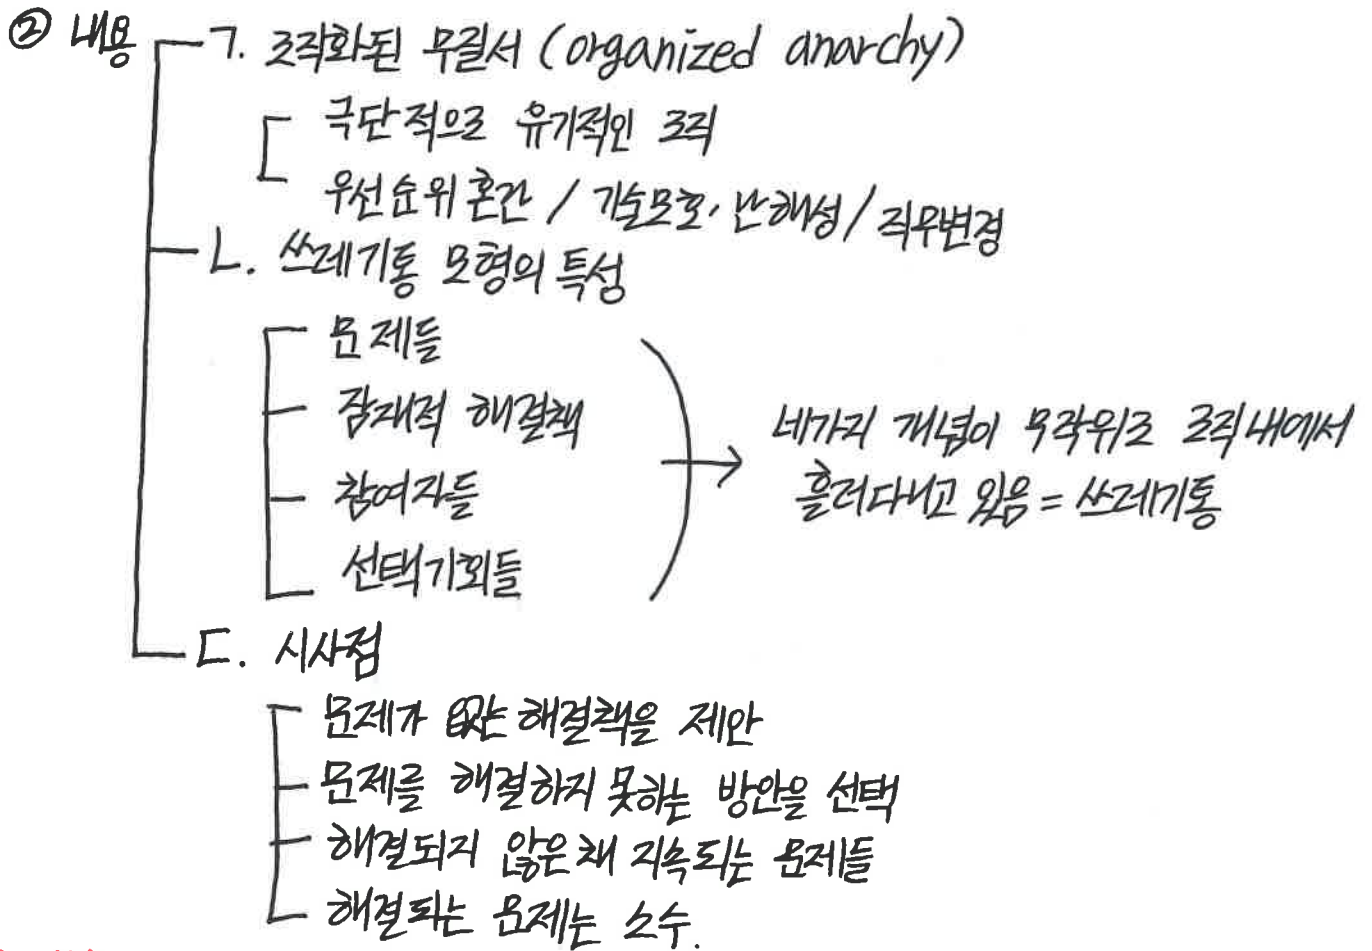 ② 내용
ㄱ. 조직화된 무질서 (organized anarchy)
극단적으로 유기적인 조직
우선순위 혼란 / 기술모호, 난해성 / 직무변경
ㄴ. 쓰레기통 모형의 특성
문제들
잠재적 해결책
참여자들
선택기회들
네가지 개념이 무작위로 조직내에서
흘러다니고 있음 = 쓰레기통
ㄷ. 시사점
문제가 없는 해결책을 제안
문제를 해결하지 못하는 방안을 선택
해결되지 않은채 지속되는 문제들
해결되는 문제는 소수.